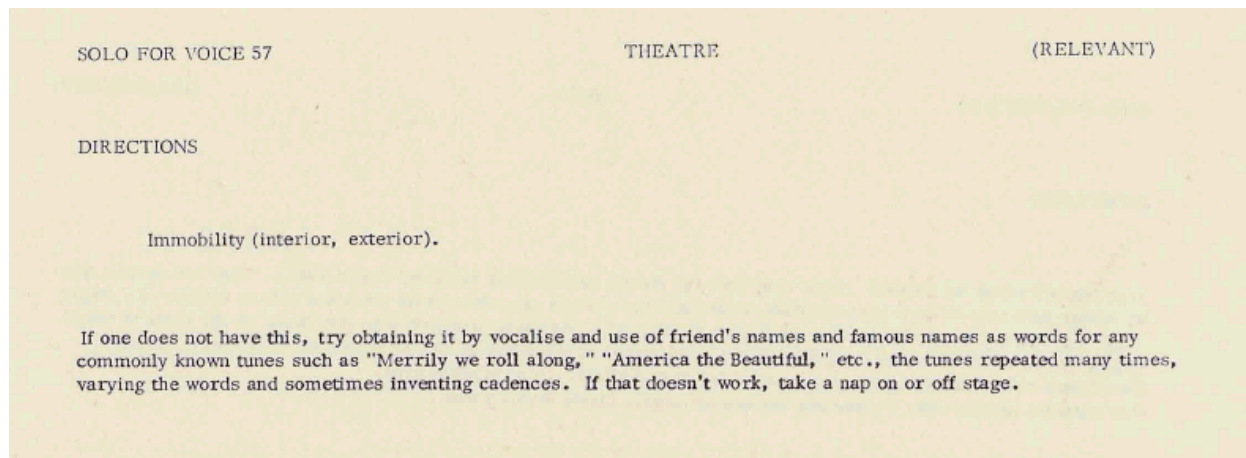 SOLO FOR VOICE 57 THEATRE (RELEVANT)
DIRECTIONS
Immobility (interior, exterior).
If one does not have this, try obtaining it by vocalise and use of friend's names and famous names as words for any
commonly known tunes such as "Merrily we roll along," "America the Beautiful," etc., the tunes repeated many times,
varying the words and sometimes inventing cadences. If that doesn't work, take a nap on or off stage.